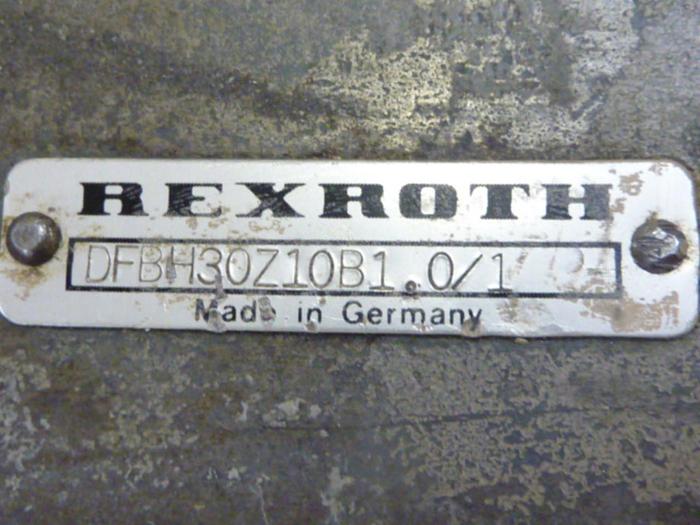 REXROTH
DFBH30Z10B1.0/1
Made in Germany